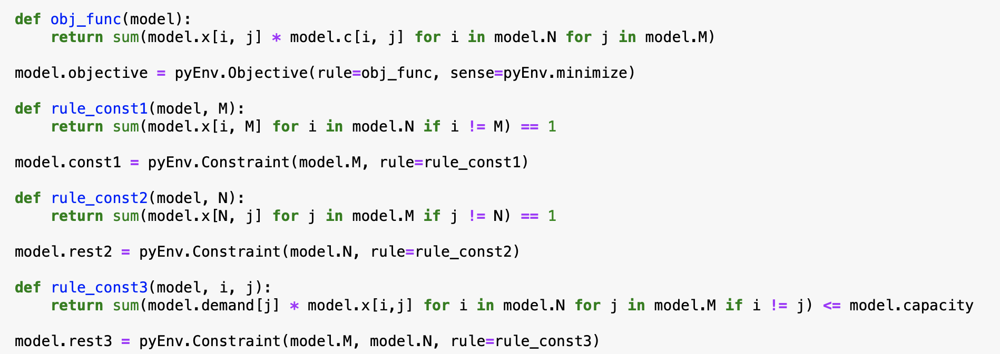 def obj_func(model):
    return sum(model.x[i, j] * model.c[i, j] for i in model.N for j in model.M)
model.objective = pyEnv.Objective(rule=obj_func, sense=pyEnv.minimize)
def rule_const1(model, M):
    return sum(model.x[i, M] for i in model.N if i != M) == 1
model.const1 = pyEnv.Constraint(model.M, rule=rule_const1)
def rule_const2(model, N):
    return sum(model.x[N, j] for j in model.M if j != N) == 1
model.rest2 = pyEnv.Constraint(model.N, rule=rule_const2)
def rule_const3(model, i, j):
    return sum(model.demand[j] * model.x[i,j] for i in model.N for j in model.M if i != j) <= model.capacity
model.rest3 = pyEnv.Constraint(model.M, model.N, rule=rule_const3)